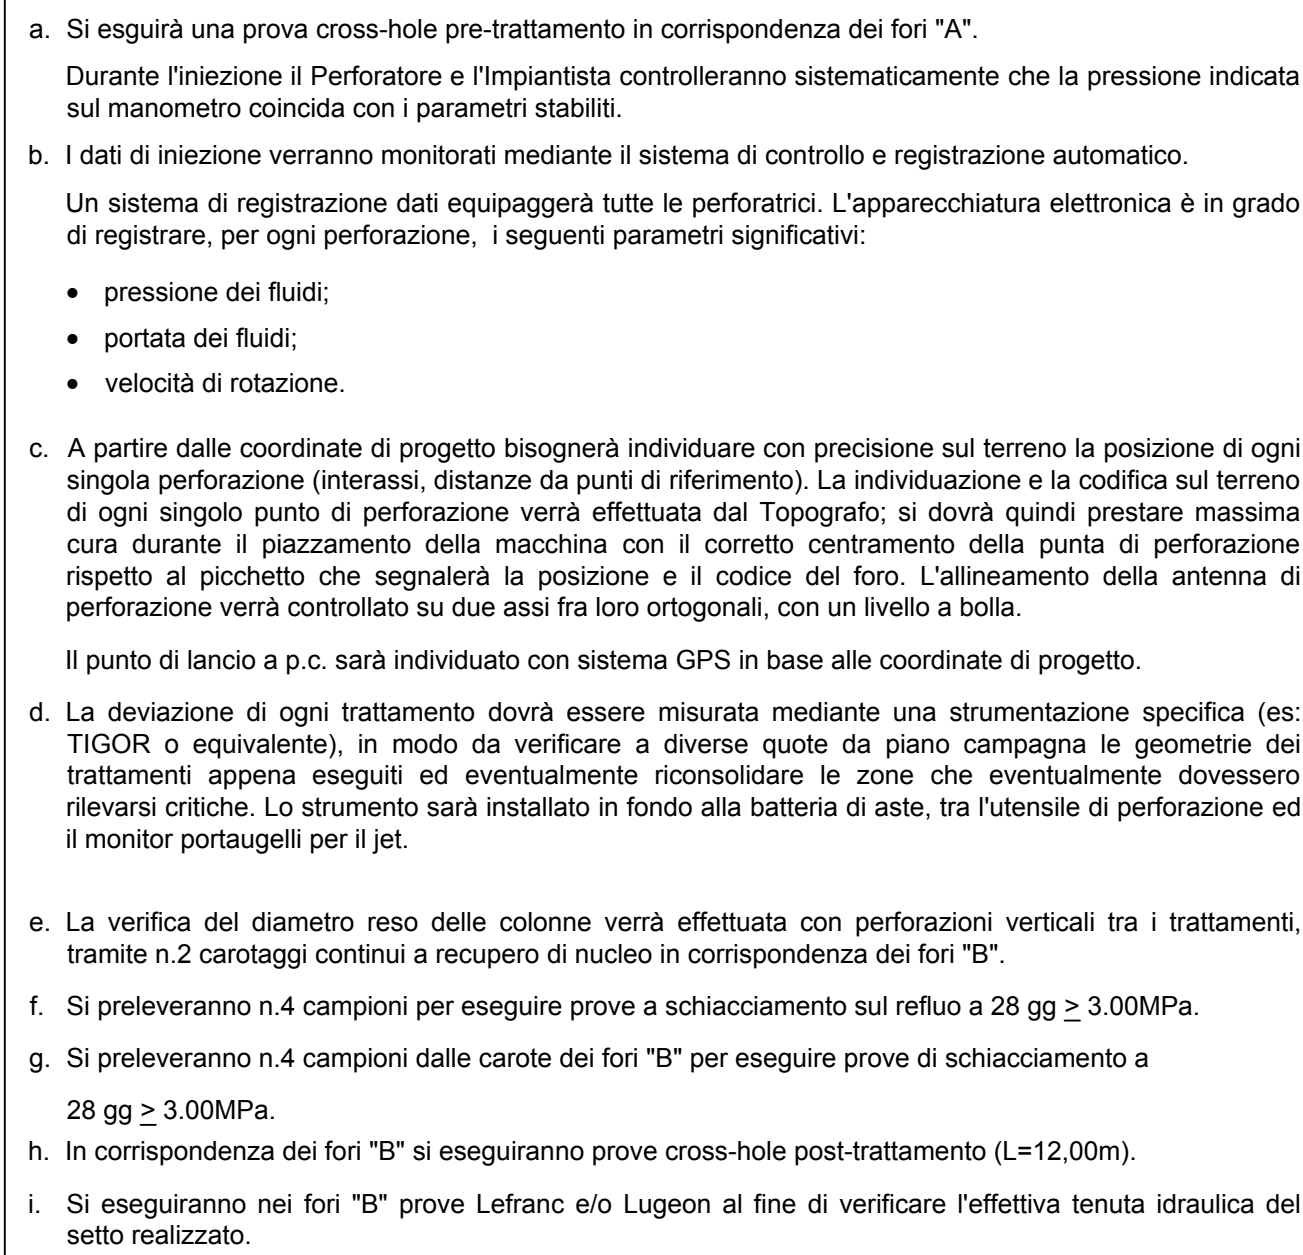 a. Si esguirà una prova cross-hole pre-trattamento in corrispondenza dei fori "A".
Durante l'iniezione il Perforatore e l'Impiantista controlleranno sistematicamente che la pressione indicata
sul manometro coincida con i parametri stabiliti.
b. I dati di iniezione verranno monitorati mediante il sistema di controllo e registrazione automatico.
Un sistema di registrazione dati equipaggerà tutte le perforatrici. L'apparecchiatura elettronica è in grado
di registrare, per ogni perforazione, i seguenti parametri significativi:
• pressione dei fluidi;
• portata dei fluidi;
• velocità di rotazione.
c. A partire dalle coordinate di progetto bisognerà individuare con precisione sul terreno la posizione di ogni
singola perforazione (interassi, distanze da punti di riferimento). La individuazione e la codifica sul terreno
di ogni singolo punto di perforazione verrà effettuata dal Topografo; si dovrà quindi prestare massima
cura durante il piazzamento della macchina con il corretto centramento della punta di perforazione
rispetto al picchetto che segnalerà la posizione e il codice del foro. L'allineamento della antenna di
perforazione verrà controllato su due assi fra loro ortogonali, con un livello a bolla.
Il punto di lancio a p.c. sarà individuato con sistema GPS in base alle coordinate di progetto.
d. La deviazione di ogni trattamento dovrà essere misurata mediante una strumentazione specifica (es:
TIGOR o equivalente), in modo da verificare a diverse quote da piano campagna le geometrie dei
trattamenti appena eseguiti ed eventualmente riconsolidare le zone che eventualmente dovessero
rilevarsi critiche. Lo strumento sarà installato in fondo alla batteria di aste, tra l'utensile di perforazione ed
il monitor portaugelli per il jet.
e. La verifica del diametro reso delle colonne verrà effettuata con perforazioni verticali tra i trattamenti,
tramite n.2 carotaggi continui a recupero di nucleo in corrispondenza dei fori "B".
f. Si preleveranno n.4 campioni per eseguire prove a schiacciamento sul refluo a 28 gg ≥ 3.00MPa.
g. Si preleveranno n.4 campioni dalle carote dei fori "B" per eseguire prove di schiacciamento a
28 gg ≥ 3.00MPa.
h. In corrispondenza dei fori "B" si eseguiranno prove cross-hole post-trattamento (L=12,00m).
i. Si eseguiranno nei fori "B" prove Lefranc e/o Lugeon al fine di verificare l'effettiva tenuta idraulica del
setto realizzato.